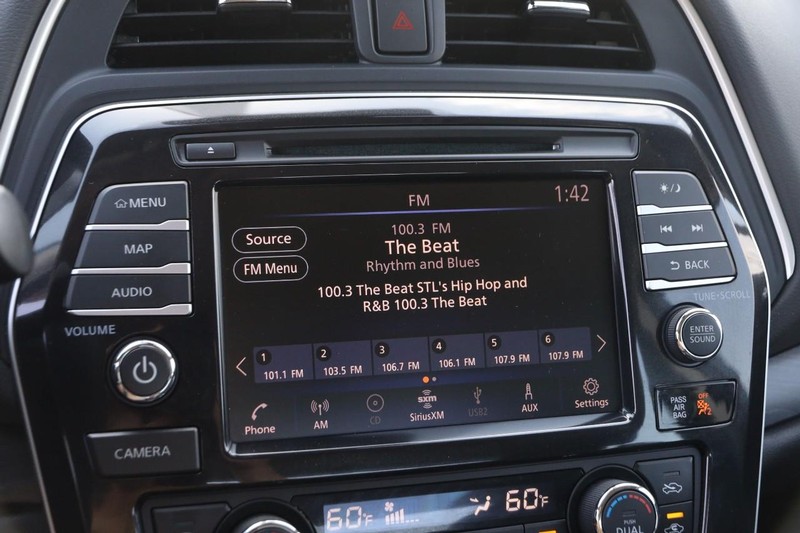 FM
1:42
MENU
MAP
AUDIO
VOLUME
CAMERA
Source
FM Menu
100.3 FM
The Beat
Rhythm and Blues
100.3 The Beat STL's Hip Hop and
R&B 100.3 The Beat
1 2 3 4 5 6
101.1 FM 103.5 FM 106.7 FM 106.1 FM 107.9 FM 107.9 FM
Phone AM CD sxm SiriusXM USB2 AUX Settings
BACK
TUNE•SCROLL
ENTER
SOUND
PASS
AIR
BAG
OFF
2
60°F
60°F
PUSH
DUAL